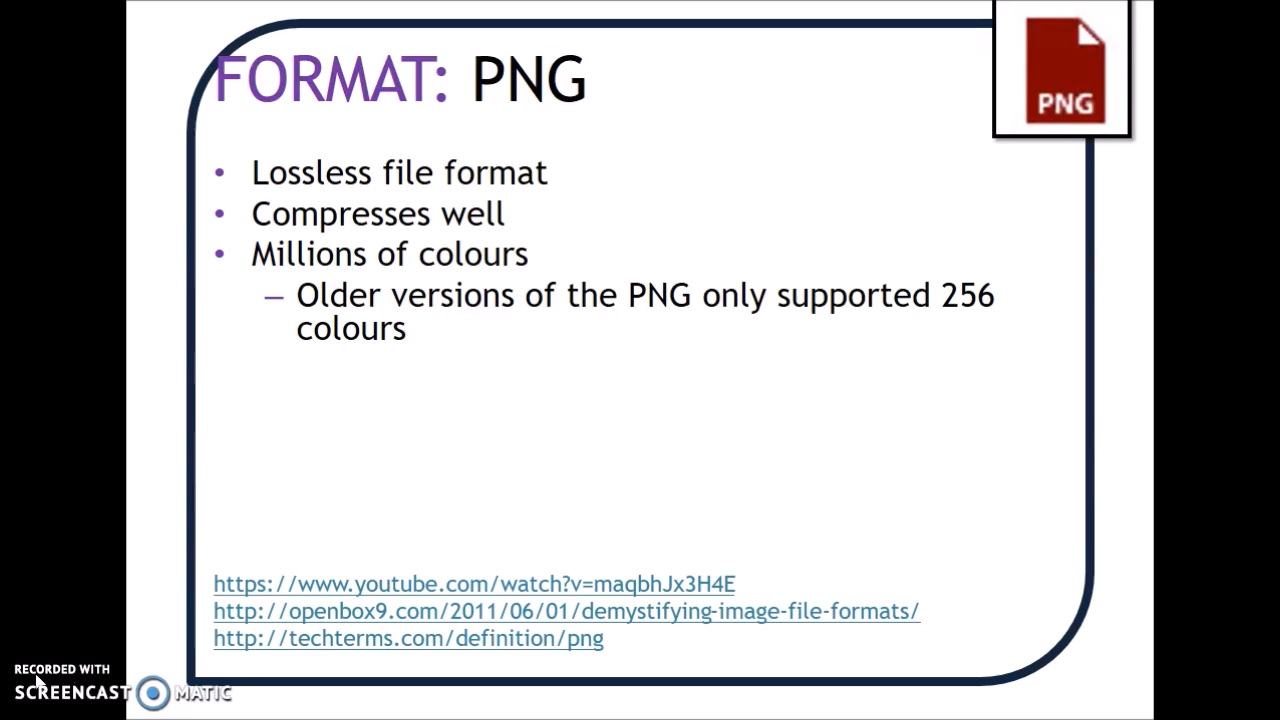 FORMAT: PNG
PNG
• Lossless file format
• Compresses well
• Millions of colours
– Older versions of the PNG only supported 256
colours
https://www.youtube.com/watch?v=maqbhJx3H4E
http://openbox9.com/2011/06/01/demystifying-image-file-formats/
http://techterms.com/definition/png
RECORDED WITH
SCREENCAST MATIC